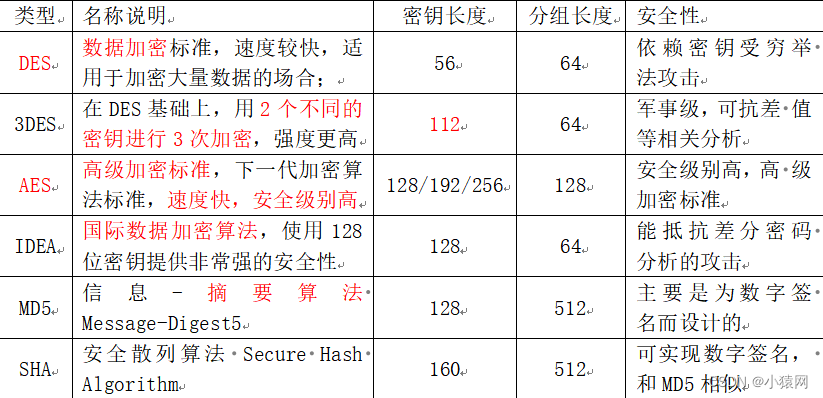 类型 名称说明 密钥长度 分组长度 安全性
DES 数据加密标准，速度较快，适 56 64 依赖密钥受穷举
用于加密大量数据的场合； 法攻击
3DES 在DES基础上，用2个不同的 112 64 军事级，可抗差 值
密钥进行3次加密，强度更高 等相关分析
AES 高级加密标准，下一代加密算 128/192/256 128 安全级别高，高 级
法标准，速度快，安全级别高 加密标准
IDEA 国际数据加密算法，使用128 128 64 能抵抗差分密码
位密钥提供非常强的安全性 分析的攻击
MD5 信息-摘要算法 128 512 主要是为数字签
Message-Digest5 名而设计的
SHA 安全散列算法 Secure Hash 160 512 可实现数字签名，
Algorithm 和MD5相似
CSDN @小猿网